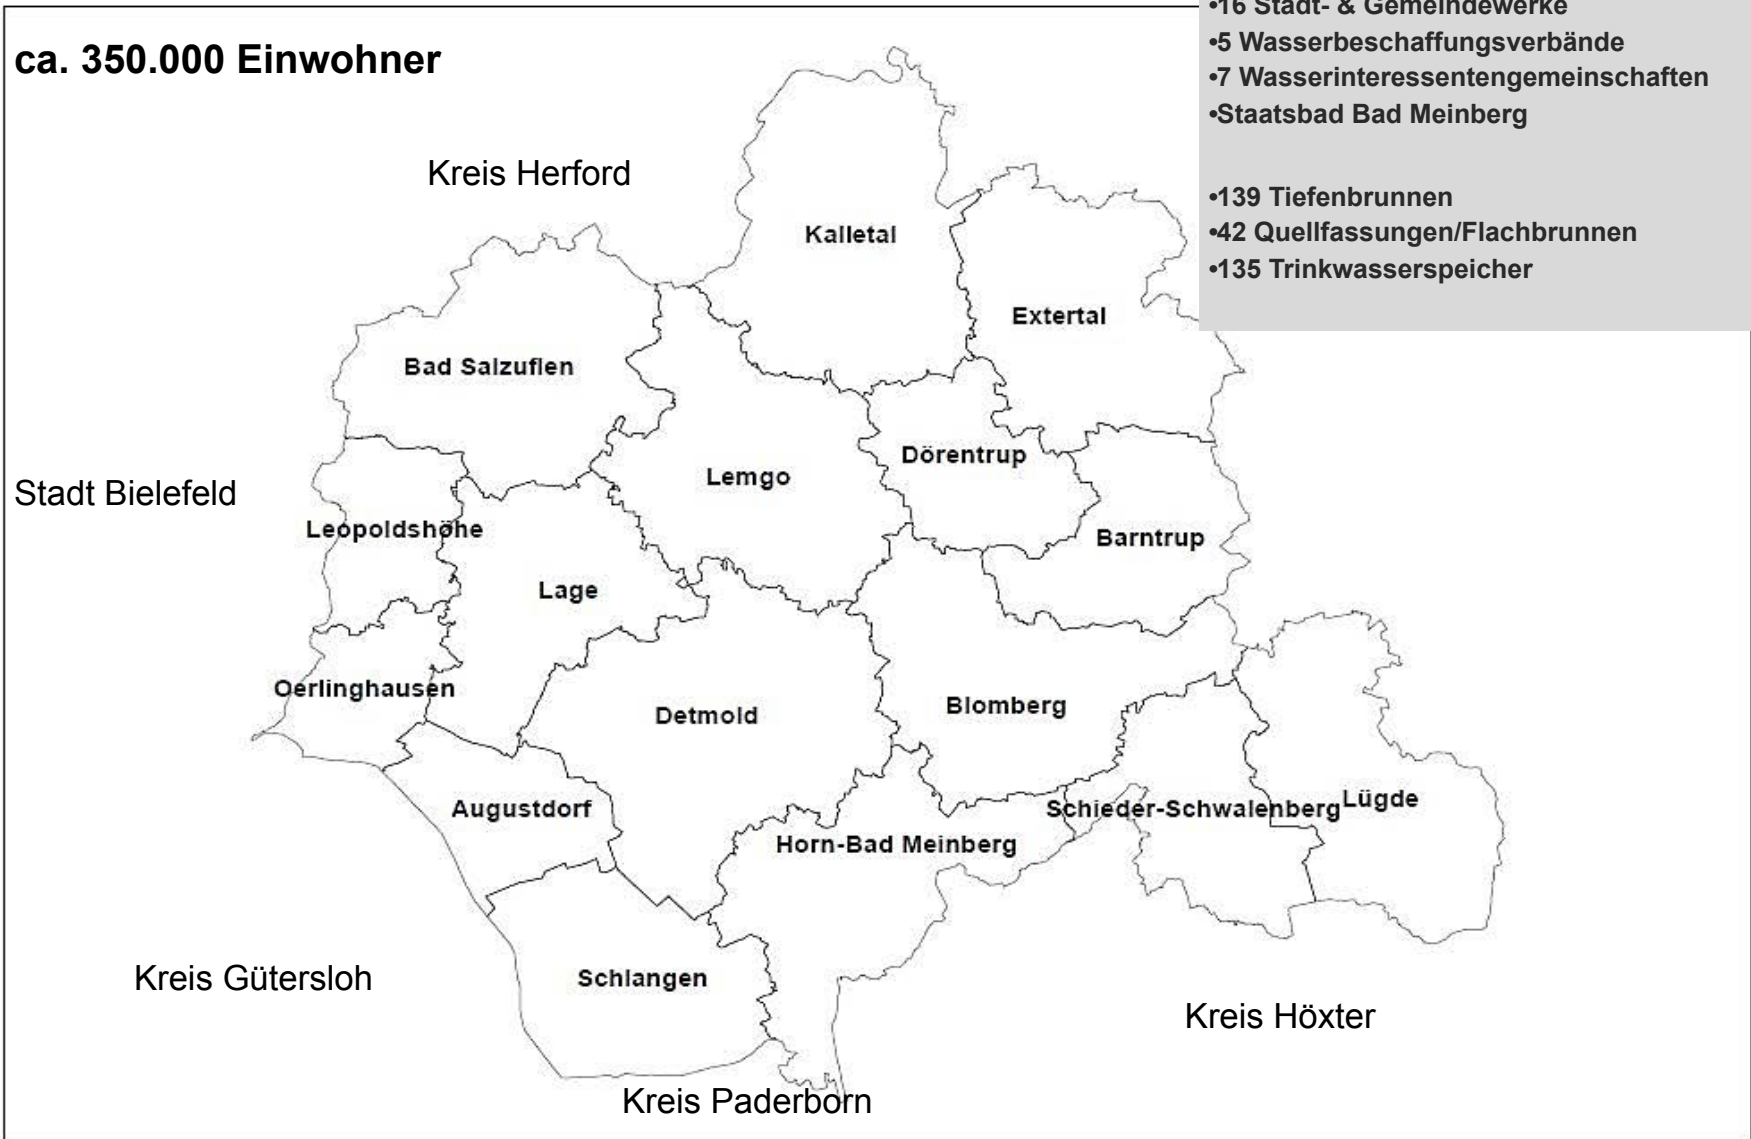 •16 Stadt- & Gemeindewerke
ca. 350.000 Einwohner
•5 Wasserbeschaffungsverbände
•7 Wasserinteressentengemeinschaften
•Staatsbad Bad Meinberg
Kreis Herford
•139 Tiefenbrunnen
•42 Quellfassungen/Flachbrunnen
•135 Trinkwasserspeicher
Kalletal
Extertal
Bad Salzuflen
Dörentrup
Lemgo
Stadt Bielefeld
Leopoldshöhe
Barntrup
Lage
Oerlinghausen
Detmold
Blomberg
Augustdorf
Schieder-Schwalenberg
Lügde
Horn-Bad Meinberg
Kreis Gütersloh
Schlangen
Kreis Höxter
Kreis Paderborn